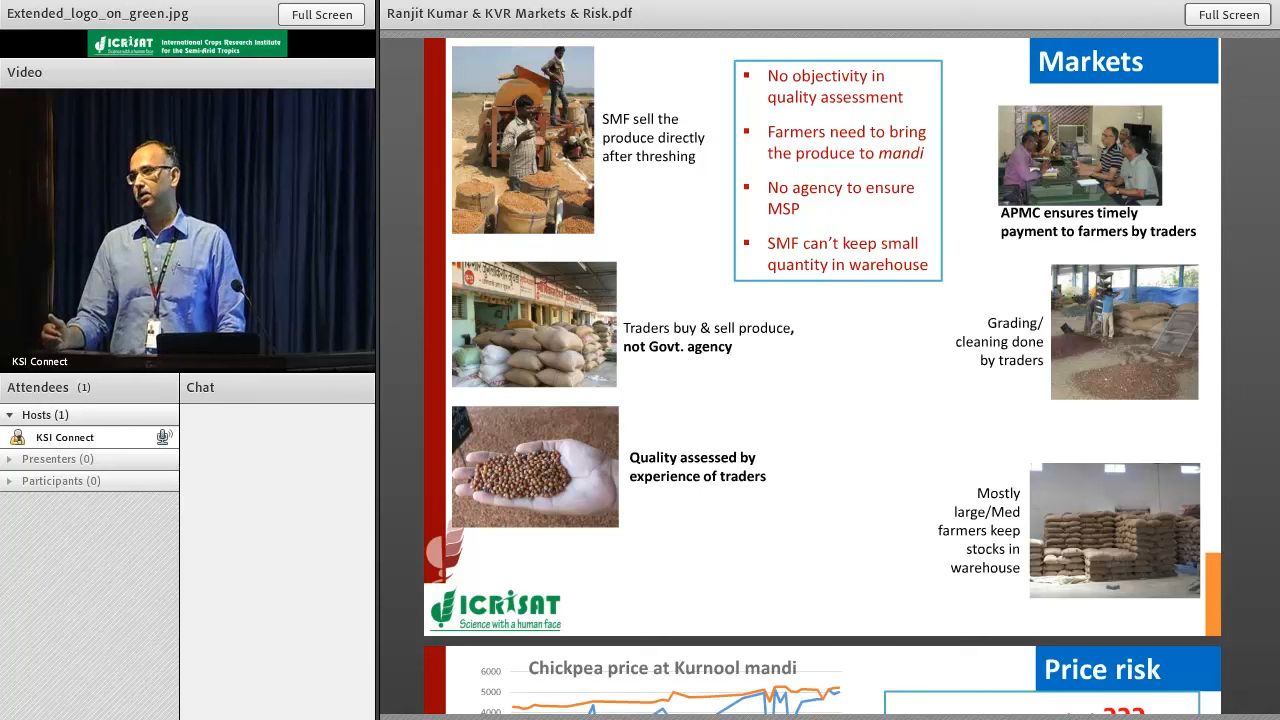 Extended_logo_on_green.jpg
Full Screen
Ranjit Kumar & KVR Markets & Risk.pdf
Full Screen
ICRISAT
Science with a human face
International Crops Research Institute
for the Semi-Arid Tropics
Video
KSI Connect
Attendees (1)
Chat
Hosts (1)
KSI Connect
Presenters (0)
Participants (0)
Markets
SMF sell the
produce directly
after threshing
▪ No objectivity in
quality assessment
▪ Farmers need to bring
the produce to mandi
▪ No agency to ensure
MSP
▪ SMF can’t keep small
quantity in warehouse
APMC ensures timely
payment to farmers by traders
Traders buy & sell produce,
not Govt. agency
Grading/
cleaning done
by traders
Quality assessed by
experience of traders
Mostly
large/Med
farmers keep
stocks in
warehouse
ICRISAT
Science with a human face
Chickpea price at Kurnool mandi
Price risk
6000
5000
4000